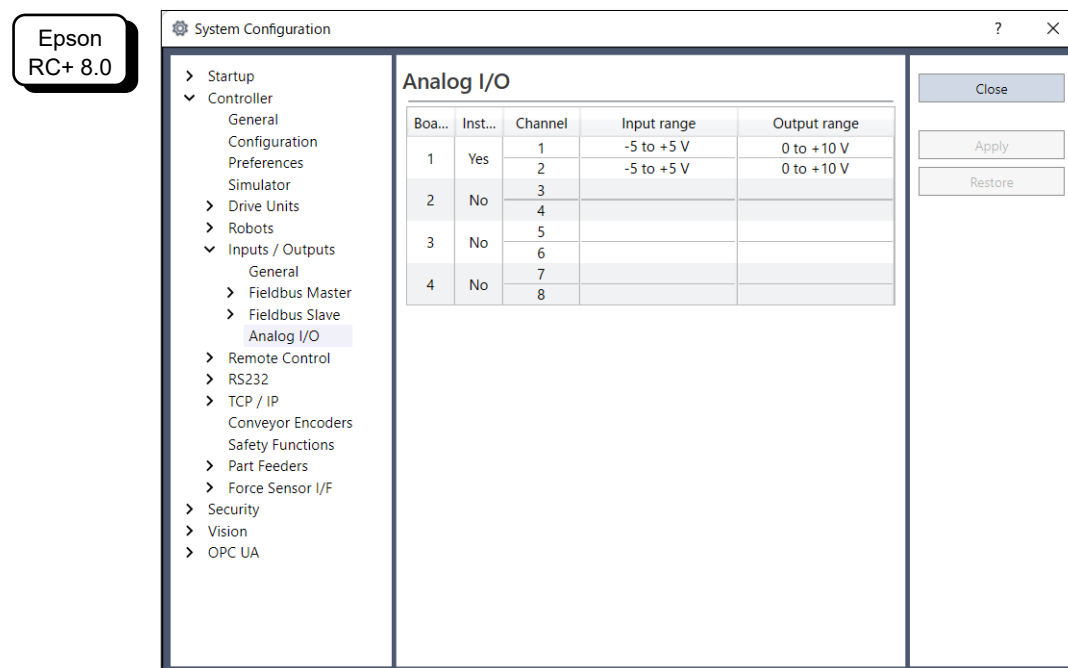 Epson
RC+ 8.0
System Configuration
?
Startup
Controller
General
Configuration
Preferences
Simulator
Drive Units
Robots
Inputs / Outputs
General
Fieldbus Master
Fieldbus Slave
Analog I/O
Remote Control
RS232
TCP / IP
Conveyor Encoders
Safety Functions
Part Feeders
Force Sensor I/F
Security
Vision
OPC UA
Analog I/O
Boa... Inst... Channel Input range Output range
1 Yes 1 -5 to +5 V 0 to +10 V
2 -5 to +5 V 0 to +10 V
2 No 3
4
3 No 5
6
4 No 7
8
Close
Apply
Restore